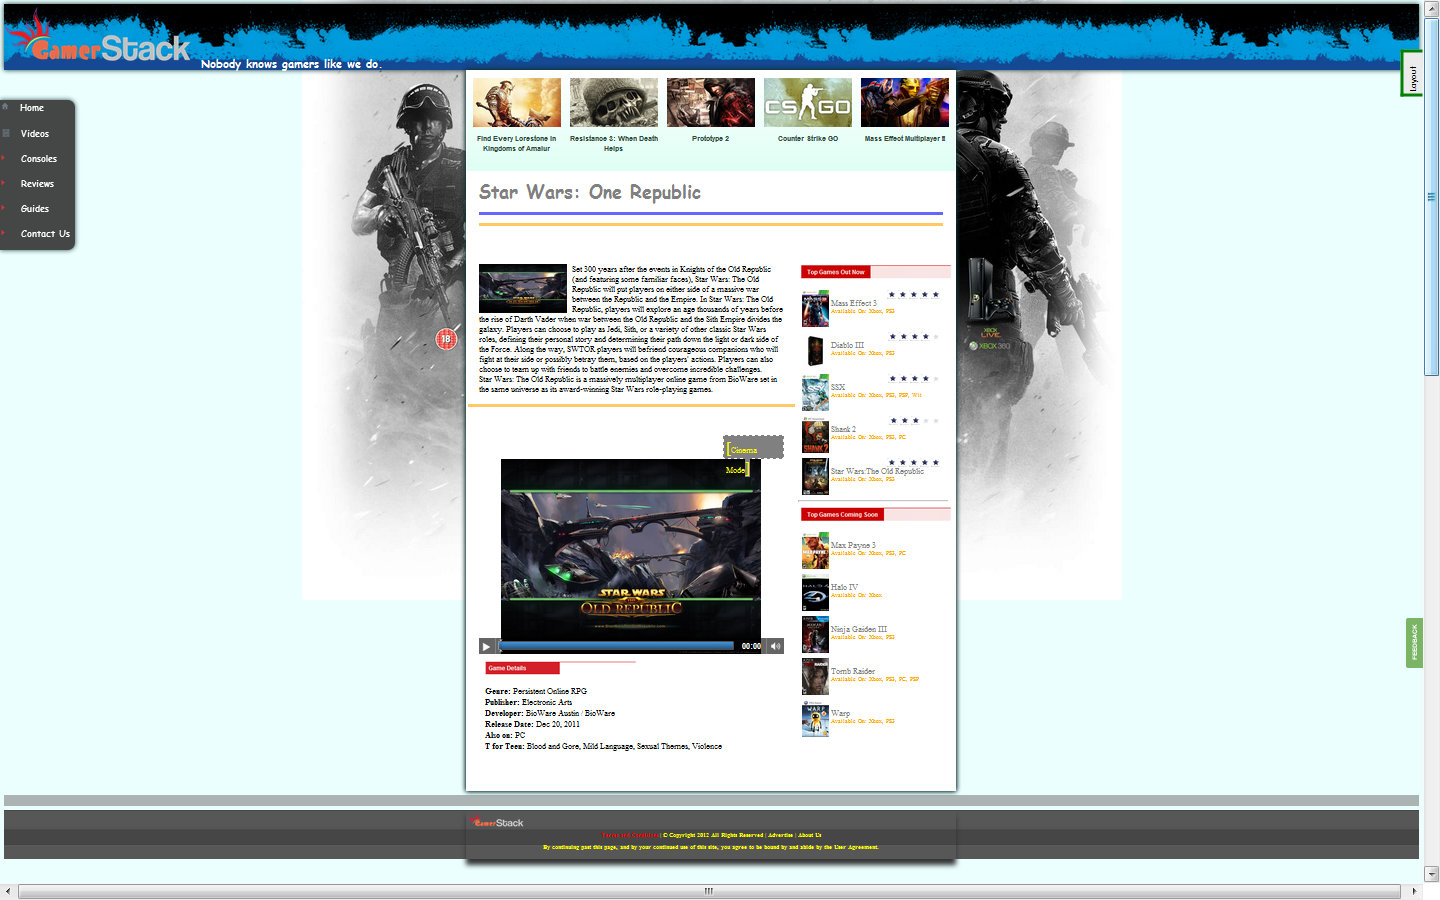 GamerStack
Nobody knows gamers like we do.
Layout
Home
Videos
Consoles
Reviews
Guides
Contact Us
CS GO
Find Every Lorestone in
Kingdoms of Amalur
Resistance 3: When Death
Helps
Prototype 2
Counter Strike GO
Mass Effect Multiplayer !!
Star Wars: One Republic
Set 300 years after the events in Knights of the Old Republic
(and featuring some familiar faces), Star Wars: The Old
Republic will put players on either side of a massive war
between the Republic and the Empire. In Star Wars: The Old
Republic, players will explore an age thousands of years before
the rise of Darth Vader when war between the Old Republic and the Sith Empire divides the
galaxy. Players can choose to play as Jedi, Sith, or a variety of other classic Star Wars
roles, defining their personal story and determining their path down the light or dark side of
the Force. Along the way, SWTOR players will befriend courageous companions who will
fight at their side or possibly betray them, based on the players' actions. Players can also
choose to team up with friends to battle enemies and overcome incredible challenges.
Star Wars: The Old Republic is a massively multiplayer online game from BioWare set in
the same universe as its award-winning Star Wars role-playing games.
18
XBOX
LIVE
XBOX 360
[Cinema
Mode]
STAR WARS
THE
OLD REPUBLIC
www.StarWarsTheOldRepublic.com
00:00
Game Details
Genre: Persistent Online RPG
Publisher: Electronic Arts
Developer: BioWare Austin / BioWare
Release Date: Dec 20, 2011
Also on: PC
T for Teen: Blood and Gore, Mild Language, Sexual Themes, Violence
Top Games Out Now
Mass Effect 3
Available On: Xbox, PS3
Diablo III
Available On: Xbox, PS3
SSX
Available On: Xbox, PS3, PSP, Wii
Shank 2
Available On: Xbox, PS3, PC
Star Wars:The Old Republic
Available On: Xbox, PS3
Top Games Coming Soon
Max Payne 3
Available On: Xbox, PS3, PC
Halo IV
Available On: Xbox
Ninja Gaiden III
Available On: Xbox, PS3
Tomb Raider
Available On: Xbox, PS3, PC, PSP
Warp
Available On: Xbox, PS3
FEEDBACK
GamerStack
Terms and Conditions | © Copyright 2012 All Rights Reserved | Advertise | About Us
By continuing past this page, and by your continued use of this site, you agree to be bound by and abide by the User Agreement.